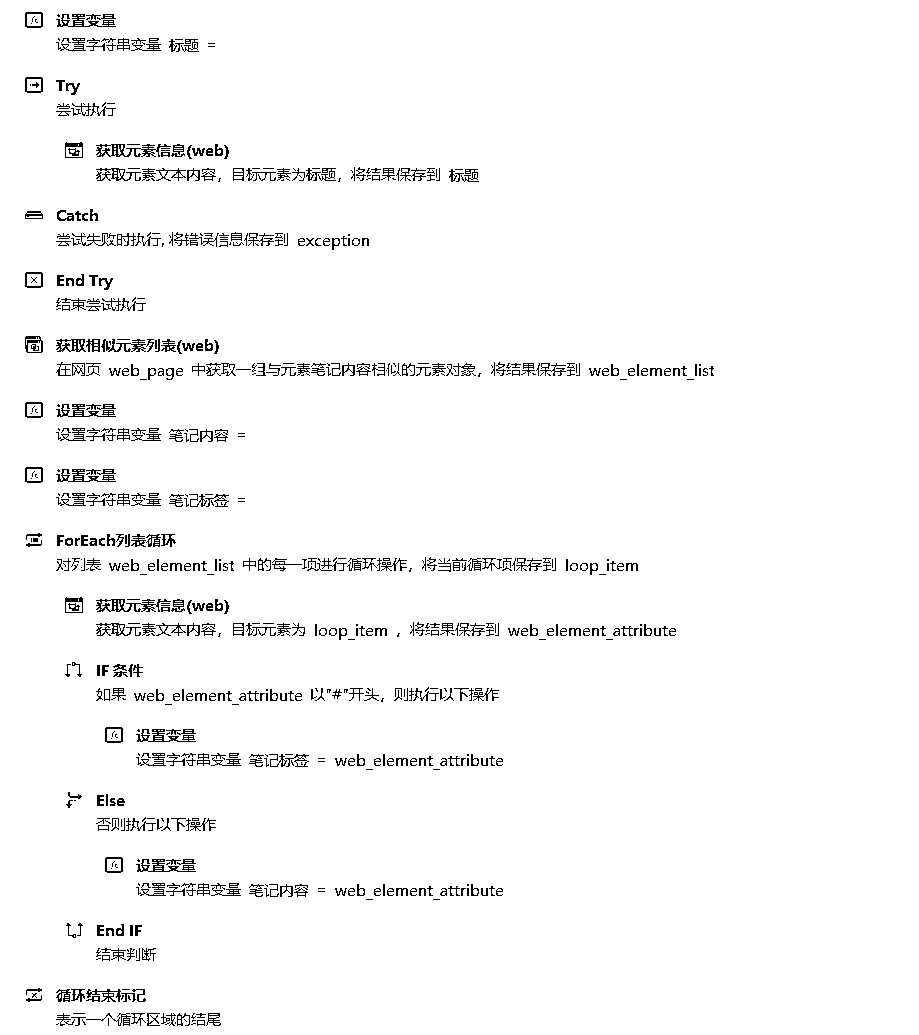 设置变量
设置字符串变量 标题 =
Try
尝试执行
获取元素信息(web)
获取元素文本内容，目标元素为标题，将结果保存到 标题
Catch
尝试失败时执行, 将错误信息保存到 exception
End Try
结束尝试执行
获取相似元素列表(web)
在网页 web_page 中获取一组与元素笔记内容相似的元素对象，将结果保存到 web_element_list
设置变量
设置字符串变量 笔记内容 =
设置变量
设置字符串变量 笔记标签 =
ForEach列表循环
对列表 web_element_list 中的每一项进行循环操作，将当前循环项保存到 loop_item
获取元素信息(web)
获取元素文本内容，目标元素为 loop_item ，将结果保存到 web_element_attribute
IF 条件
如果 web_element_attribute 以"#"开头，则执行以下操作
设置变量
设置字符串变量 笔记标签 = web_element_attribute
Else
否则执行以下操作
设置变量
设置字符串变量 笔记内容 = web_element_attribute
End IF
结束判断
循环结束标记
表示一个循环区域的结尾